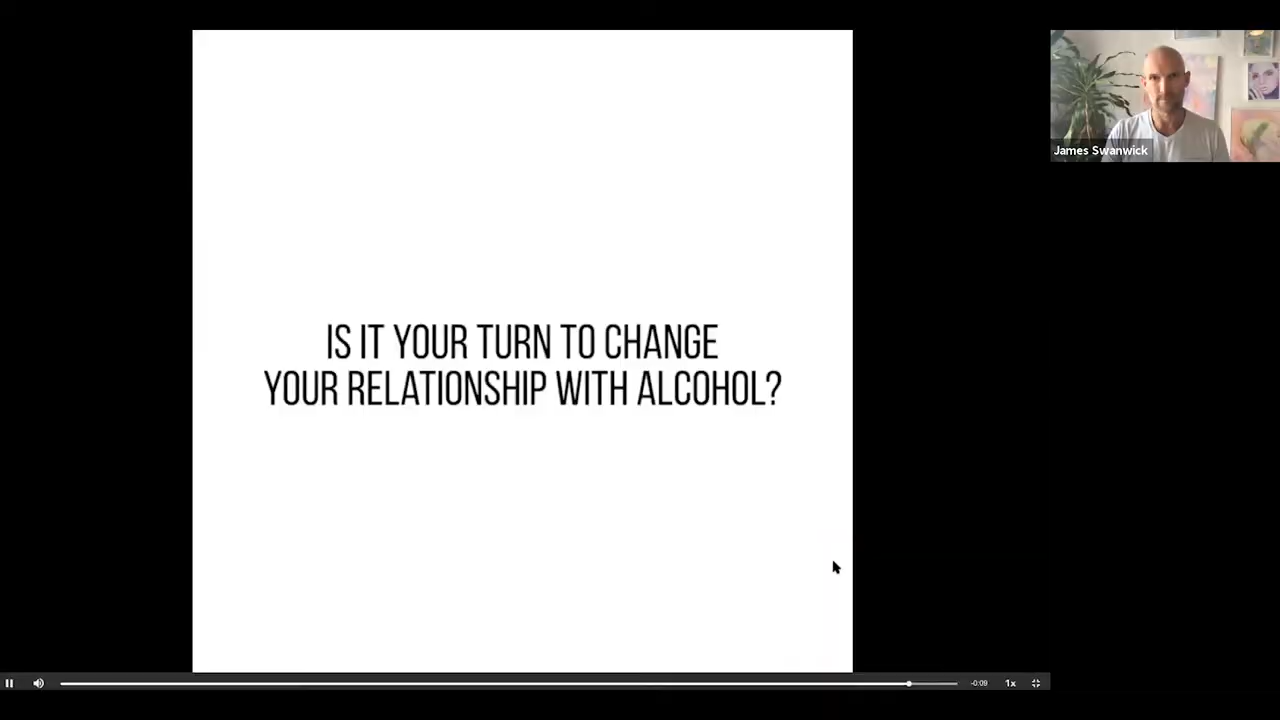 IS IT YOUR TURN TO CHANGE
YOUR RELATIONSHIP WITH ALCOHOL?
James Swanwick
-0:09
1x